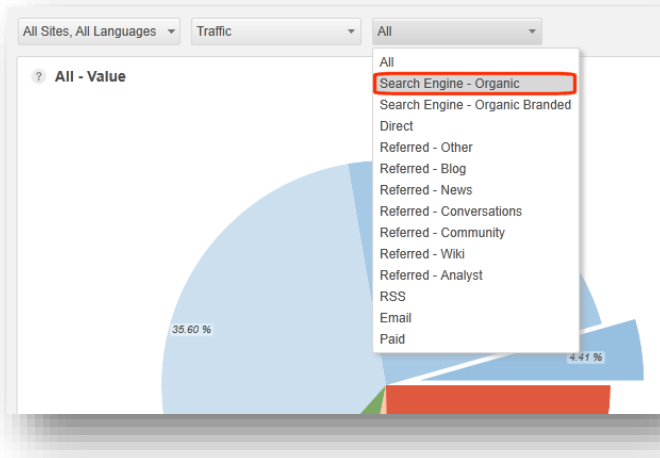 All Sites, All Languages
Traffic
All
? All - Value
All
Search Engine - Organic
Search Engine - Organic Branded
Direct
Referred - Other
Referred - Blog
Referred - News
Referred - Conversations
Referred - Community
Referred - Wiki
Referred - Analyst
RSS
Email
Paid
35.60 %
4.41 %